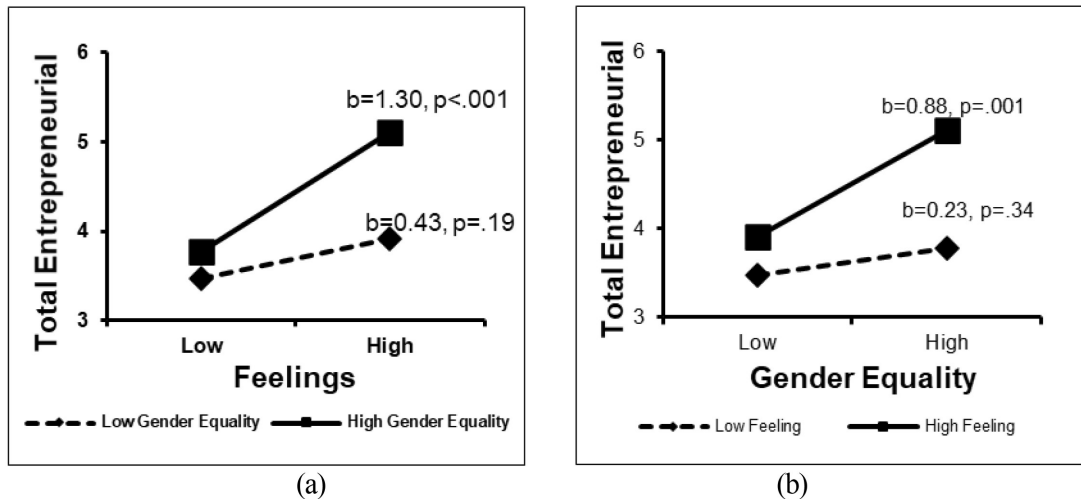 Total Entrepreneurial
6
5
4
3
b=1.30, p<.001
b=0.43, p=.19
Low
High
Feelings
Low Gender Equality
High Gender Equality
(a)
Total Entrepreneurial
6
5
4
3
b=0.88, p=.001
b=0.23, p=.34
Low
High
Gender Equality
Low Feeling
High Feeling
(b)